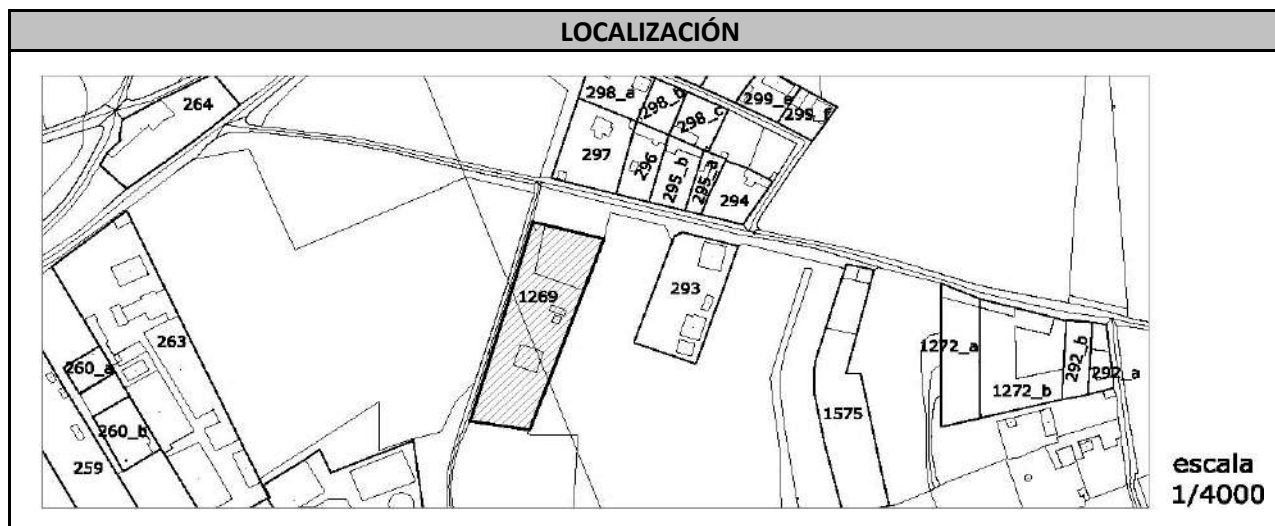 LOCALIZACIÓN
264
298_a
298_b
298_c
299_e
299_f
297
296
295_b
295_a
294
1269
293
263
260_a
260_b
259
1575
1272_a
1272_b
292_b
292_a
escala
1/4000